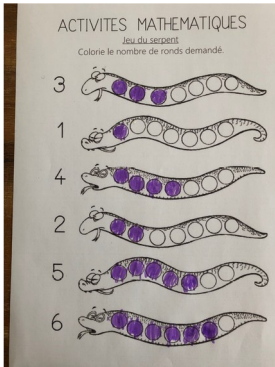 ACTIVITES MATHEMATIQUES
Jeu du serpent
Colorie le nombre de ronds demandé.
3
1
4
2
5
6